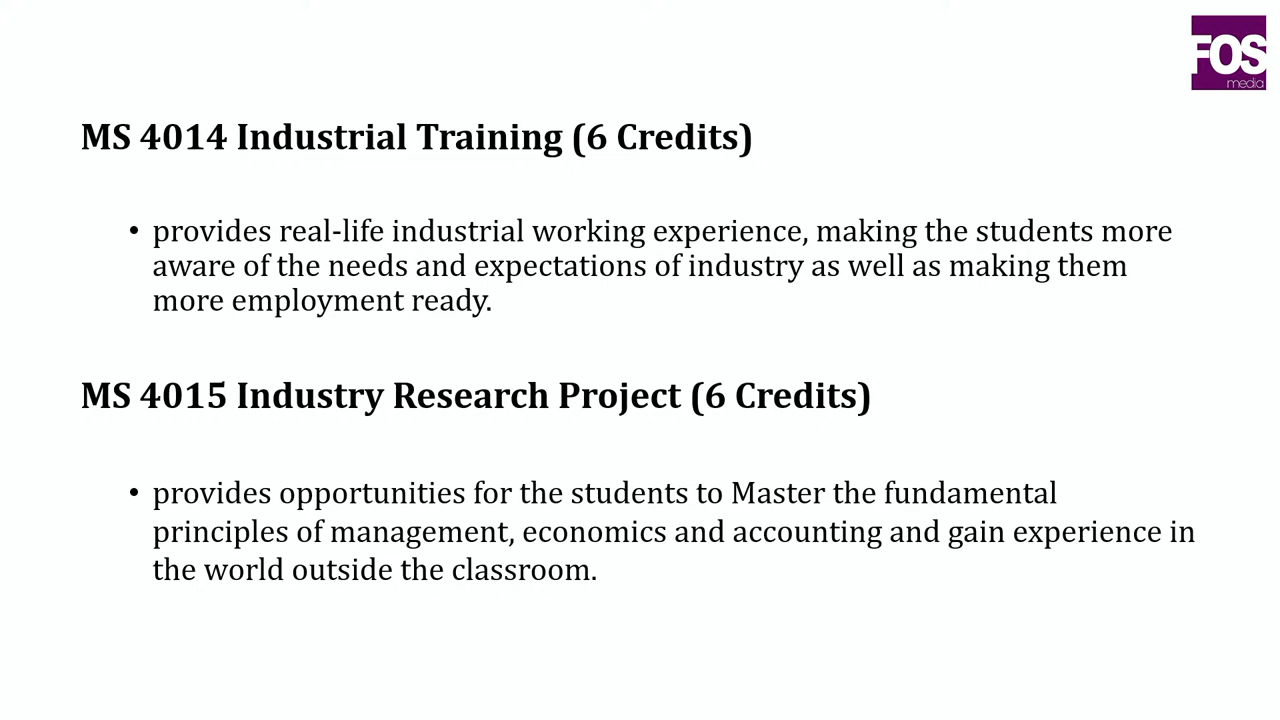 FOS
media
MS 4014 Industrial Training (6 Credits)
• provides real-life industrial working experience, making the students more
aware of the needs and expectations of industry as well as making them
more employment ready.
MS 4015 Industry Research Project (6 Credits)
• provides opportunities for the students to Master the fundamental
principles of management, economics and accounting and gain experience in
the world outside the classroom.